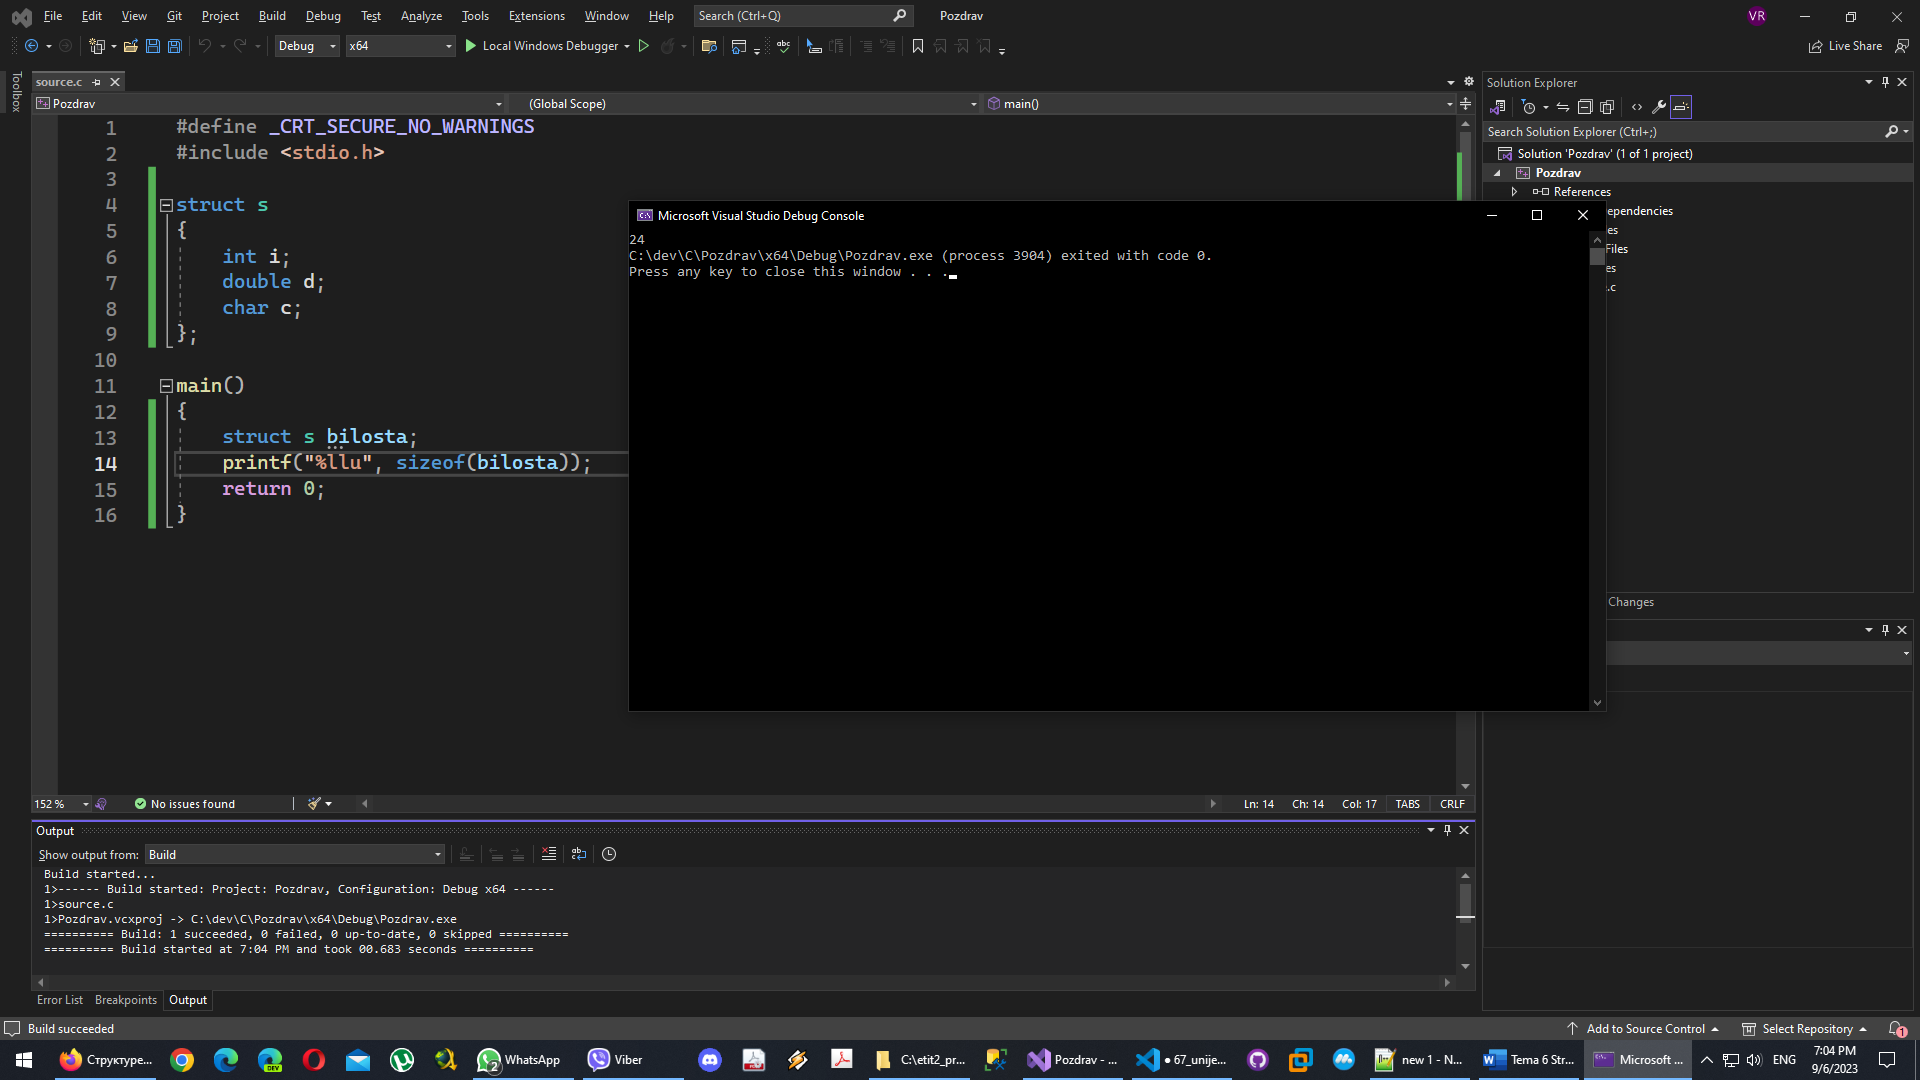 File Edit View Git Project Build Debug Test Analyze Tools Extensions Window Help Search (Ctrl+Q) Pozdrav VR
Debug x64 Local Windows Debugger Live Share
Toolbox
source.c
Pozdrav (Global Scope) main()
1 #define _CRT_SECURE_NO_WARNINGS
2 #include <stdio.h>
3
4 struct s
5 {
6 int i;
7 double d;
8 char c;
9 };
10
11 main()
12 {
13 struct s bilosta;
14 printf("%llu", sizeof(bilosta));
15 return 0;
16 }
Microsoft Visual Studio Debug Console
24
C:\dev\C\Pozdrav\x64\Debug\Pozdrav.exe (process 3904) exited with code 0.
Press any key to close this window . . .
Solution Explorer
Search Solution Explorer (Ctrl+;)
Solution 'Pozdrav' (1 of 1 project)
Pozdrav
References
ependencies
es
Files
es
.c
Changes
152 % No issues found Ln: 14 Ch: 14 Col: 17 TABS CRLF
Output
Show output from: Build
Build started...
1>------ Build started: Project: Pozdrav, Configuration: Debug x64 ------
1>source.c
1>Pozdrav.vcxproj -> C:\dev\C\Pozdrav\x64\Debug\Pozdrav.exe
========== Build: 1 succeeded, 0 failed, 0 up-to-date, 0 skipped ==========
========== Build started at 7:04 PM and took 00.683 seconds ==========
Error List Breakpoints Output
Build succeeded Add to Source Control Select Repository 1
Структуре... DEV 2 WhatsApp Viber C:\etit2_pr... Pozdrav - ... ● 67_unije... new 1 - N... Tema 6 Str... Microsoft ... ENG 7:04 PM
9/6/2023